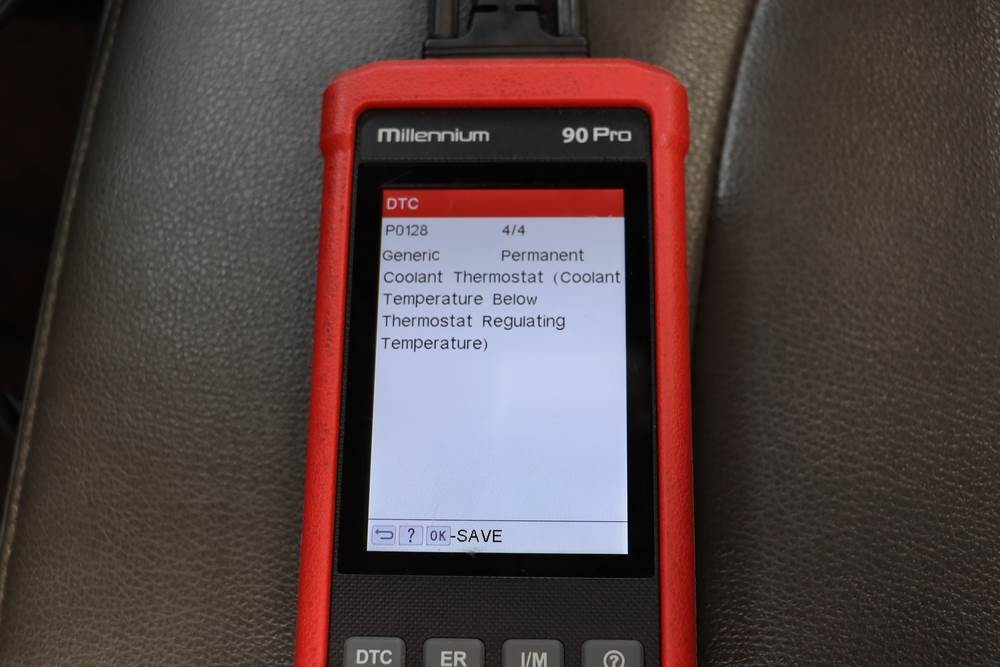 Millennium 90 Pro
DTC
P0128 4/4
Generic Permanent
Coolant Thermostat (Coolant
Temperature Below
Thermostat Regulating
Temperature)
? OK-SAVE
DTC ER I/M ?